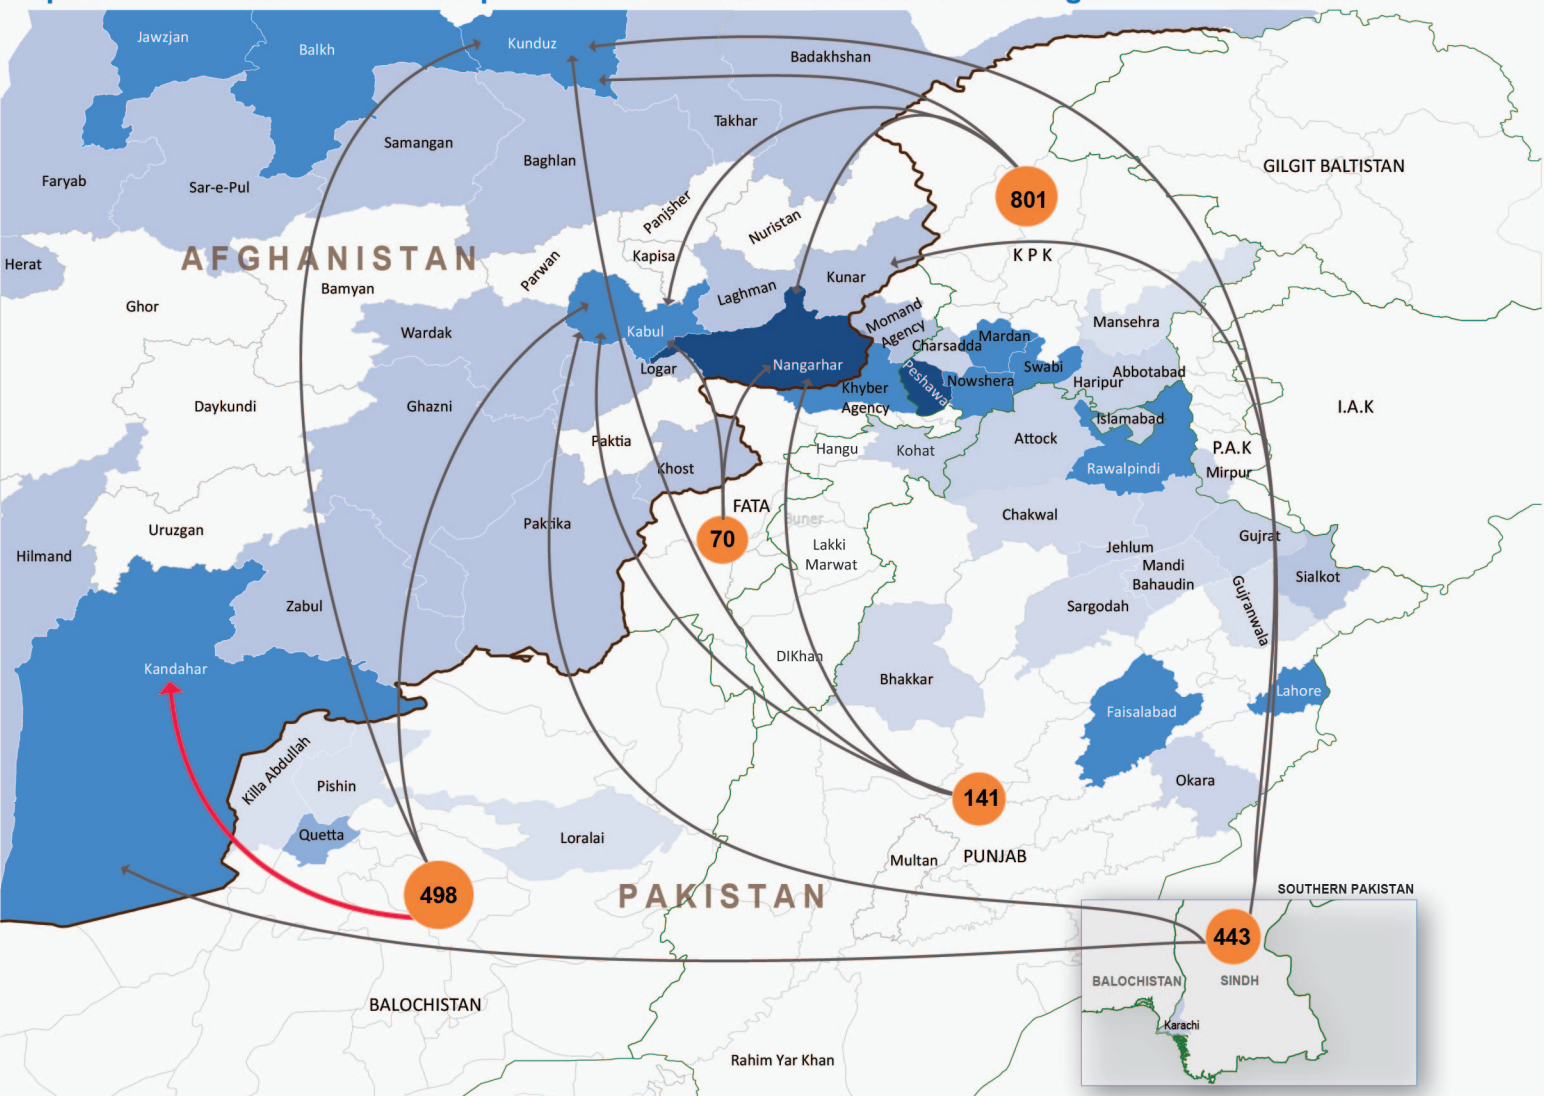 Jawzjan
Balkh
Kunduz
Badakhshan
Takhar
Samangan
Baghlan
Faryab
Sar-e-Pul
GILGIT BALTISTAN
801
Panjsher
Nuristan
AFGHANISTAN
KPK
Herat
Parwan
Kapisa
Kunar
Bamyan
Laghman
Ghor
Momand
Agency
Mansehra
Wardak
Kabul
Charsadda
Mardan
Nangarhar
Logar
Khyber
Agency
Peshawar
Nowshera
Swabi
Haripur
Abbotabad
Daykundi
Ghazni
Islamabad
I.A.K
Paktia
Khost
Hangu
Kohat
Attock
Rawalpindi
P.A.K
Mirpur
FATA
Buner
Chakwal
Uruzgan
Paktika
70
Lakki
Marwat
Hilmand
Jehlum
Mandi
Bahaudin
Gujrat
Sialkot
Zabul
Sargodah
Gujranwala
Kandahar
DIKhan
Bhakkar
Lahore
Faisalabad
Killa Abdullah
Pishin
Okara
141
Quetta
Loralai
Multan
PUNJAB
498
PAKISTAN
SOUTHERN PAKISTAN
443
BALOCHISTAN
SINDH
BALOCHISTAN
Karachi
Rahim Yar Khan